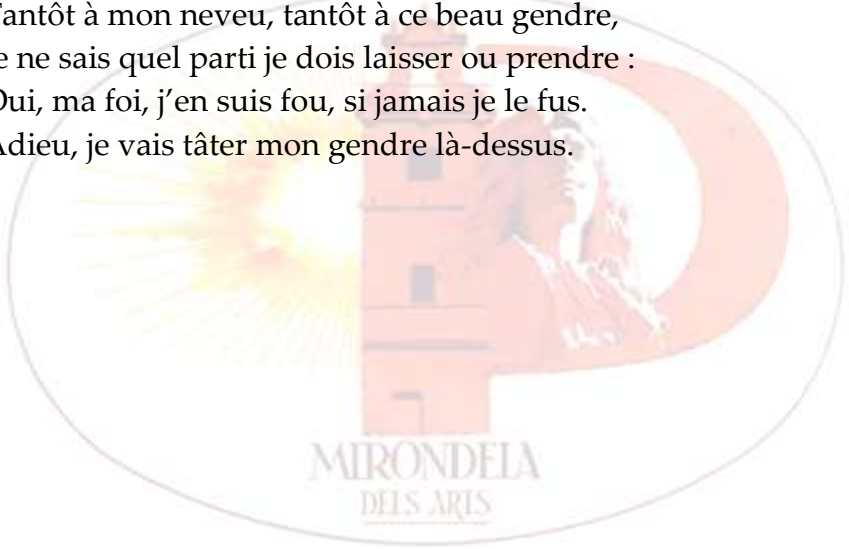 Tantôt à mon neveu, tantôt à ce beau gendre,
e ne sais quel parti je dois laisser ou prendre :
Oui, ma foi, j’en suis fou, si jamais je le fus.
Adieu, je vais tâter mon gendre là-dessus.
MIRONDELA
DELS ARTS